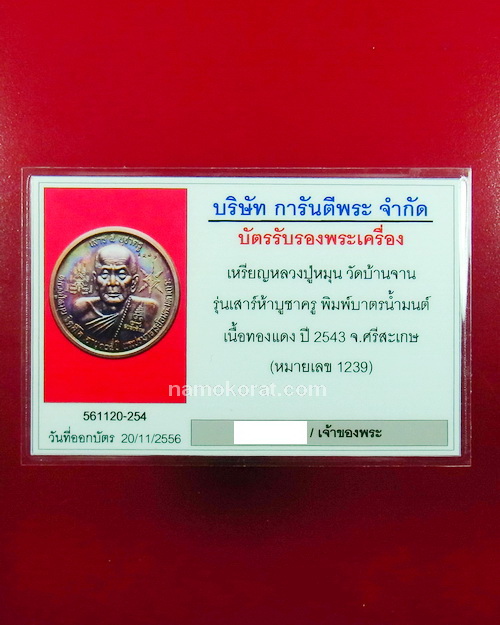 บริษัท การันตีพระ จำกัด
บัตรรับรองพระเครื่อง
เหรียญหลวงปู่หมุน วัดบ้านจาน
รุ่นเสาร์ห้าบูชาครู พิมพ์บาตรน้ำมนต์
เนื้อทองแดง ปี 2543 จ.ศรีสะเกษ
(หมายเลข 1239)
namokorat.com
561120-254
วันที่ออกบัตร 20/11/2556
/ เจ้าของพระ